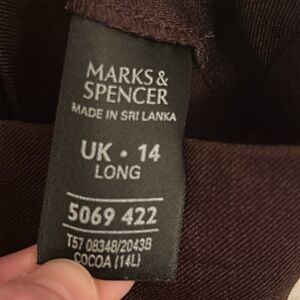 MARKS &
SPENCER
MADE IN SRI LANKA
UK · 14
LONG
5069 422
T57 08348/2043B
COCOA (14L)